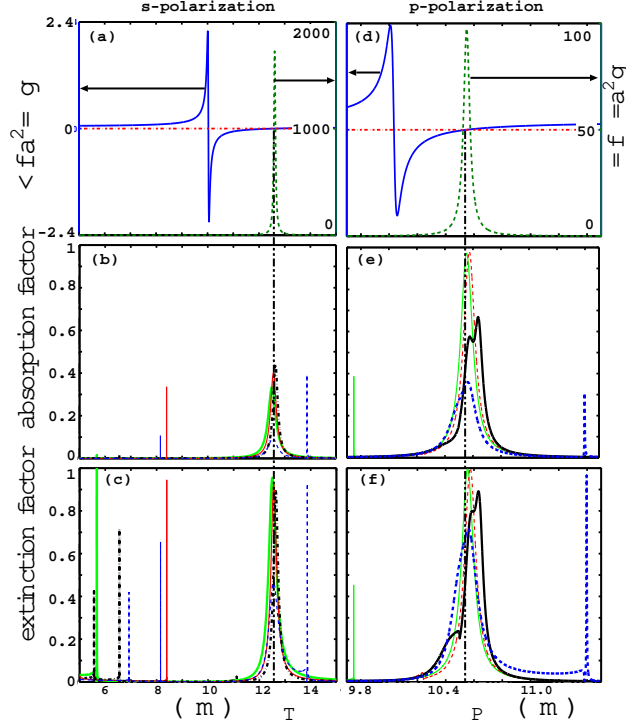 s-polarization p-polarization
2.4 (a) 2000 (d) 100
< fa² = g 0 1000 50 = f =a²g
-2.4 0 0
1 (b) (e)
absorption factor
0.8
0.6
0.4
0.2
0
1 (c) (f)
extinction factor
0.8
0.6
0.4
0.2
0
6 8 10 12 14 9.8 10.4 11.0
( m) T P ( m)